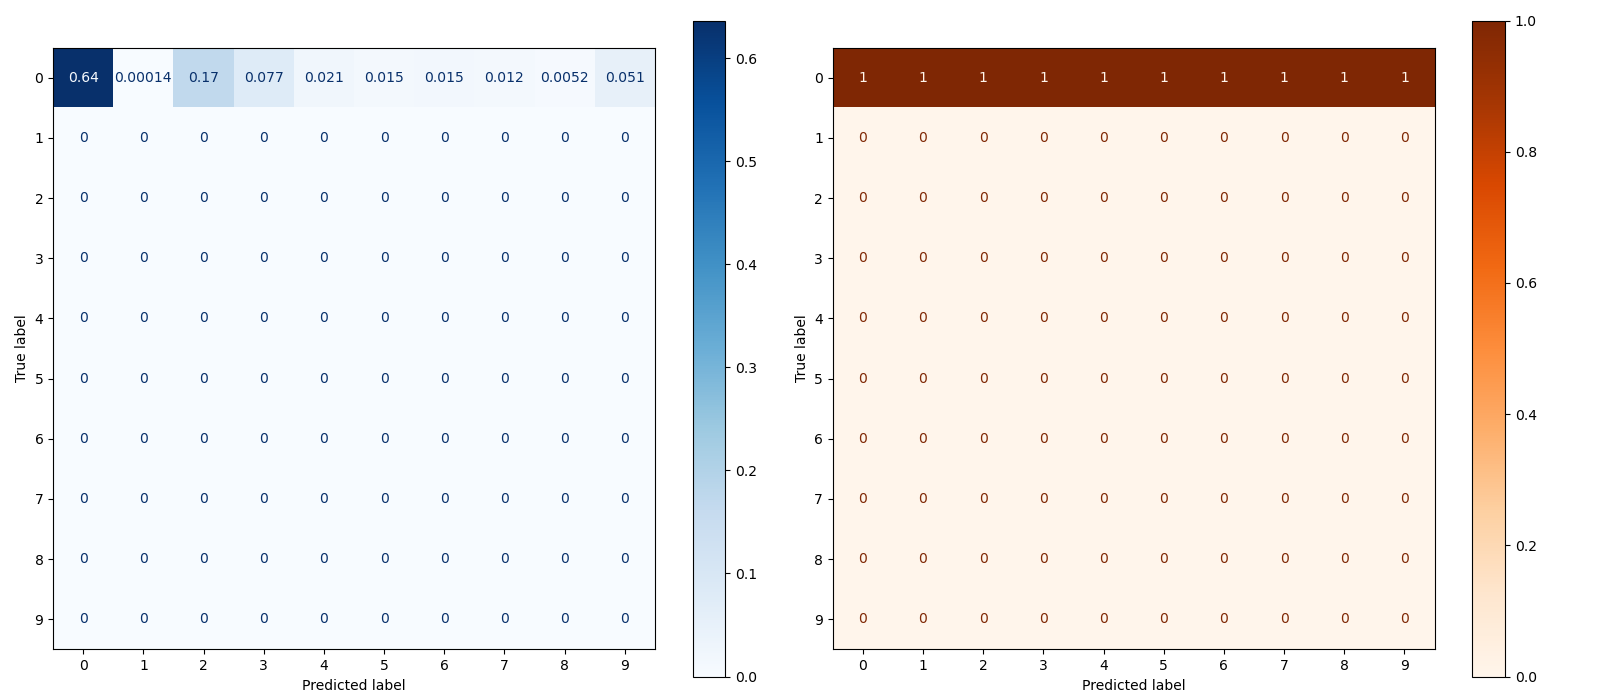 0 0.64 0.00014 0.17 0.077 0.021 0.015 0.015 0.012 0.0052 0.051
1 0 0 0 0 0 0 0 0 0 0
2 0 0 0 0 0 0 0 0 0 0
3 0 0 0 0 0 0 0 0 0 0
4 0 0 0 0 0 0 0 0 0 0
5 0 0 0 0 0 0 0 0 0 0
6 0 0 0 0 0 0 0 0 0 0
7 0 0 0 0 0 0 0 0 0 0
8 0 0 0 0 0 0 0 0 0 0
9 0 0 0 0 0 0 0 0 0 0
0 1 2 3 4 5 6 7 8 9
True label
Predicted label
0.6
0.5
0.4
0.3
0.2
0.1
0.0
0 1 1 1 1 1 1 1 1 1 1
1 0 0 0 0 0 0 0 0 0 0
2 0 0 0 0 0 0 0 0 0 0
3 0 0 0 0 0 0 0 0 0 0
4 0 0 0 0 0 0 0 0 0 0
5 0 0 0 0 0 0 0 0 0 0
6 0 0 0 0 0 0 0 0 0 0
7 0 0 0 0 0 0 0 0 0 0
8 0 0 0 0 0 0 0 0 0 0
9 0 0 0 0 0 0 0 0 0 0
0 1 2 3 4 5 6 7 8 9
True label
Predicted label
1.0
0.8
0.6
0.4
0.2
0.0